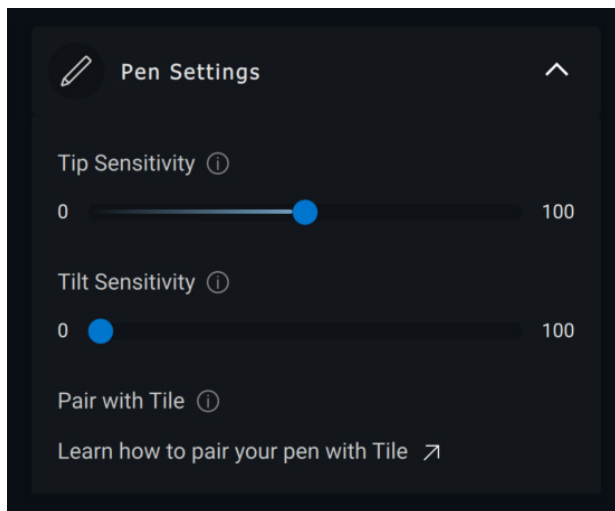 Pen Settings
Tip Sensitivity
0 100
Tilt Sensitivity
0 100
Pair with Tile
Learn how to pair your pen with Tile